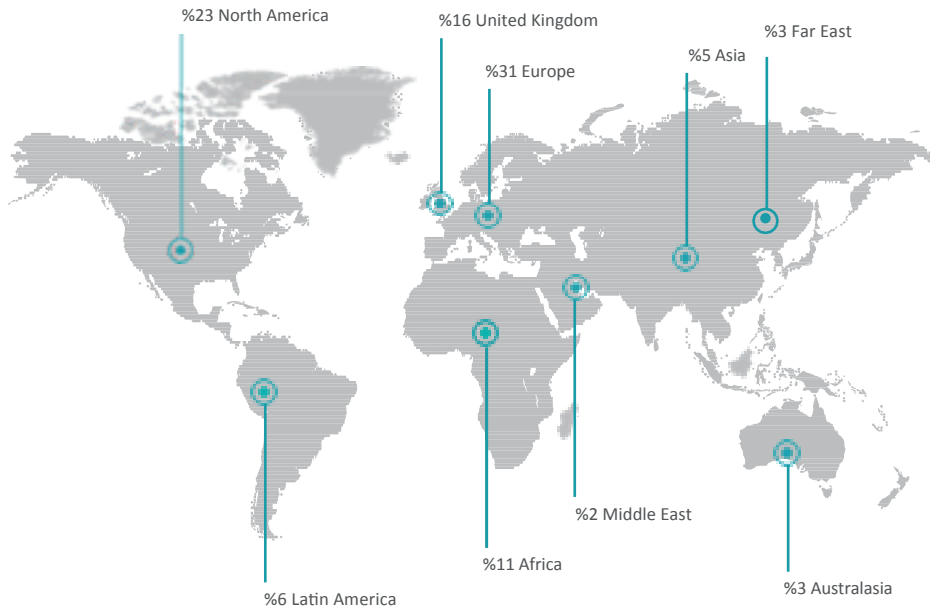 %23 North America
%16 United Kingdom
%3 Far East
%5 Asia
%31 Europe
%2 Middle East
%11 Africa
%3 Australasia
%6 Latin America